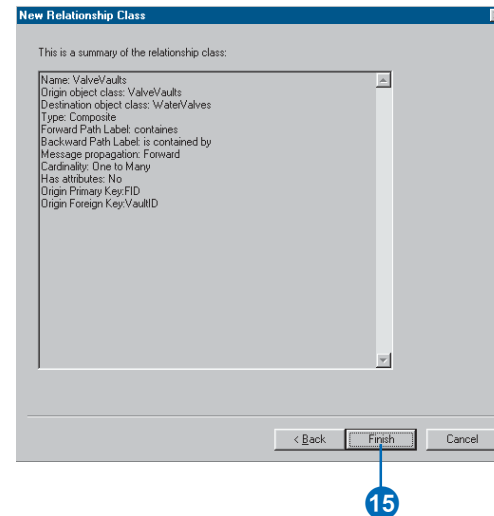 New Relationship Class
This is a summary of the relationship class:
Name: ValveVaults
Origin object class: ValveVaults
Destination object class: WaterValves
Type: Composite
Forward Path Label: containes
Backward Path Label: is contained by
Message propagation: Forward
Cardinality: One to Many
Has attributes: No
Origin Primary Key:FID
Origin Foreign Key:VaultID
< Back Finish Cancel
15